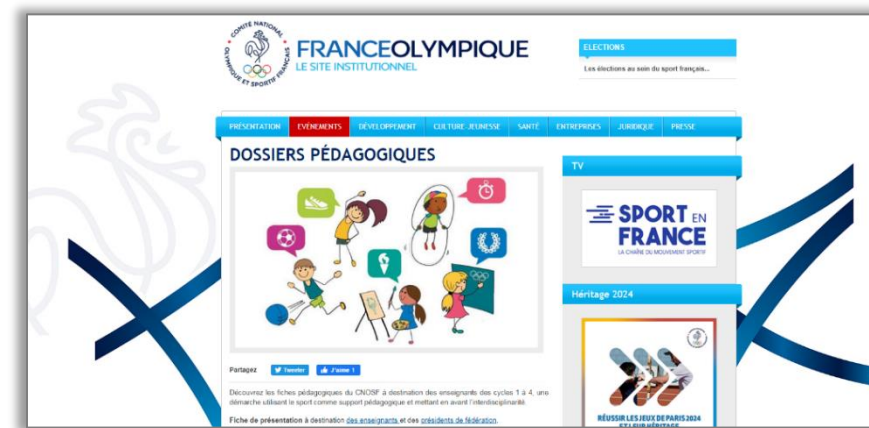 COMITÉ NATIONAL
OLYMPIQUE ET SPORTIF FRANÇAIS
FRANCEOLYMPIQUE
LE SITE INSTITUTIONNEL
ELECTIONS
Les élections au sein du sport français...
PRÉSENTATION EVÉNEMENTS DÉVELOPPEMENT CULTURE-JEUNESSE SANTÉ ENTREPRISES JURIDIQUE PRESSE
DOSSIERS PÉDAGOGIQUES
Partagez Tweeter J'aime 1
Découvrez les fiches pédagogiques du CNOSF à destination des enseignants des cycles 1 à 4, une
démarche utilisant le sport comme support pédagogique et mettant en avant l'interdisciplinarité.
Fiche de présentation à destination des enseignants et des présidents de fédération.
TV
SPORT EN
FRANCE
LA CHAÎNE DU MOUVEMENT SPORTIF
Héritage 2024
RÉUSSIR LES JEUX DE PARIS 2024
ET LEUR HÉRITAGE